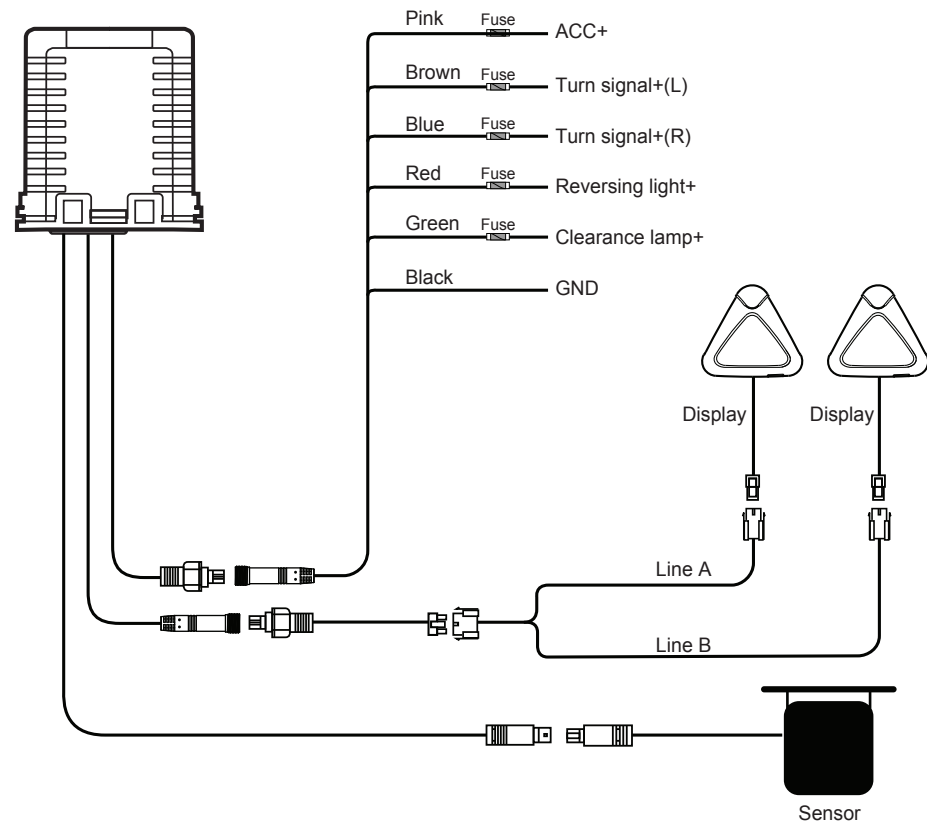 Pink Fuse ACC+
Brown Fuse Turn signal+(L)
Blue Fuse Turn signal+(R)
Red Fuse Reversing light+
Green Fuse Clearance lamp+
Black GND
Display Display
Line A
Line B
Sensor